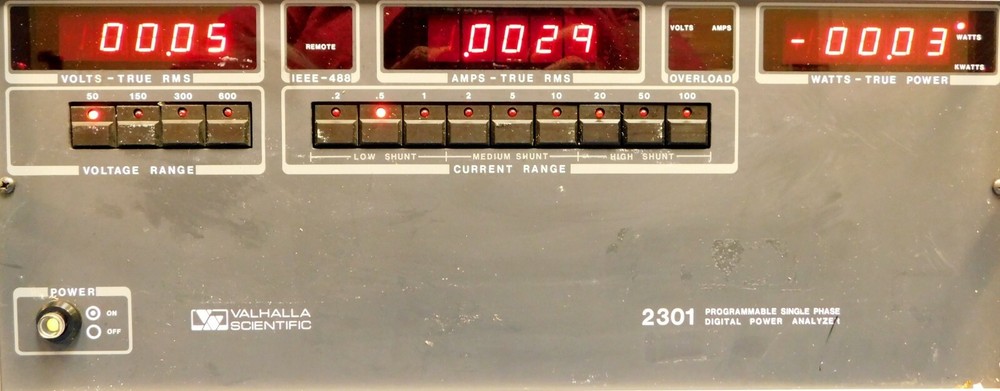 00.05
REMOTE
.0029
VOLTS AMPS
-00.03
WATTS
KWATTS
VOLTS-TRUE RMS
IEEE-488
AMPS-TRUE RMS
OVERLOAD
WATTS-TRUE POWER
50 150 300 600
.2 .5 1 2 5 10 20 50 100
LOW SHUNT MEDIUM SHUNT HIGH SHUNT
VOLTAGE RANGE
CURRENT RANGE
POWER
ON
OFF
VALHALLA
SCIENTIFIC
2301 PROGRAMMABLE SINGLE PHASE
DIGITAL POWER ANALYZER